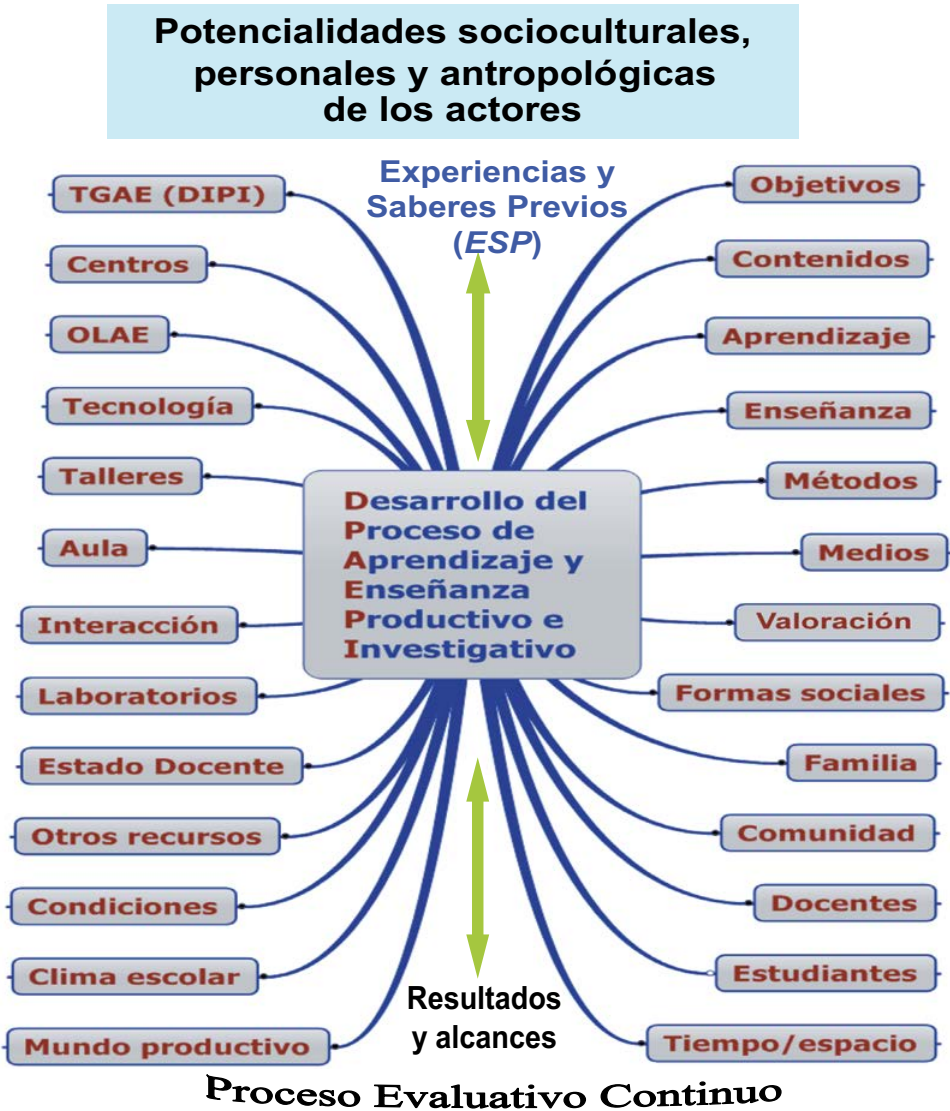 Potencialidades socioculturales,
personales y antropológicas
de los actores
Experiencias y
Saberes Previos
(ESP)
TGAE (DIPI)
Centros
OLAE
Tecnología
Talleres
Aula
Interacción
Laboratorios
Estado Docente
Otros recursos
Condiciones
Clima escolar
Mundo productivo
Desarrollo del
Proceso de
Aprendizaje y
Enseñanza
Productivo e
Investigativo
Objetivos
Contenidos
Aprendizaje
Enseñanza
Métodos
Medios
Valoración
Formas sociales
Familia
Comunidad
Docentes
Estudiantes
Tiempo/espacio
Resultados
y alcances
Proceso Evaluativo Continuo